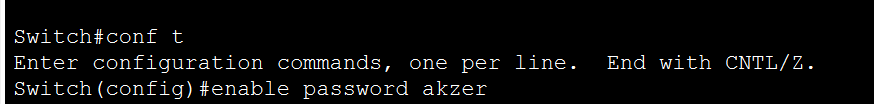 Switch#conf t
Enter configuration commands, one per line.  End with CNTL/Z.
Switch(config)#enable password akzer